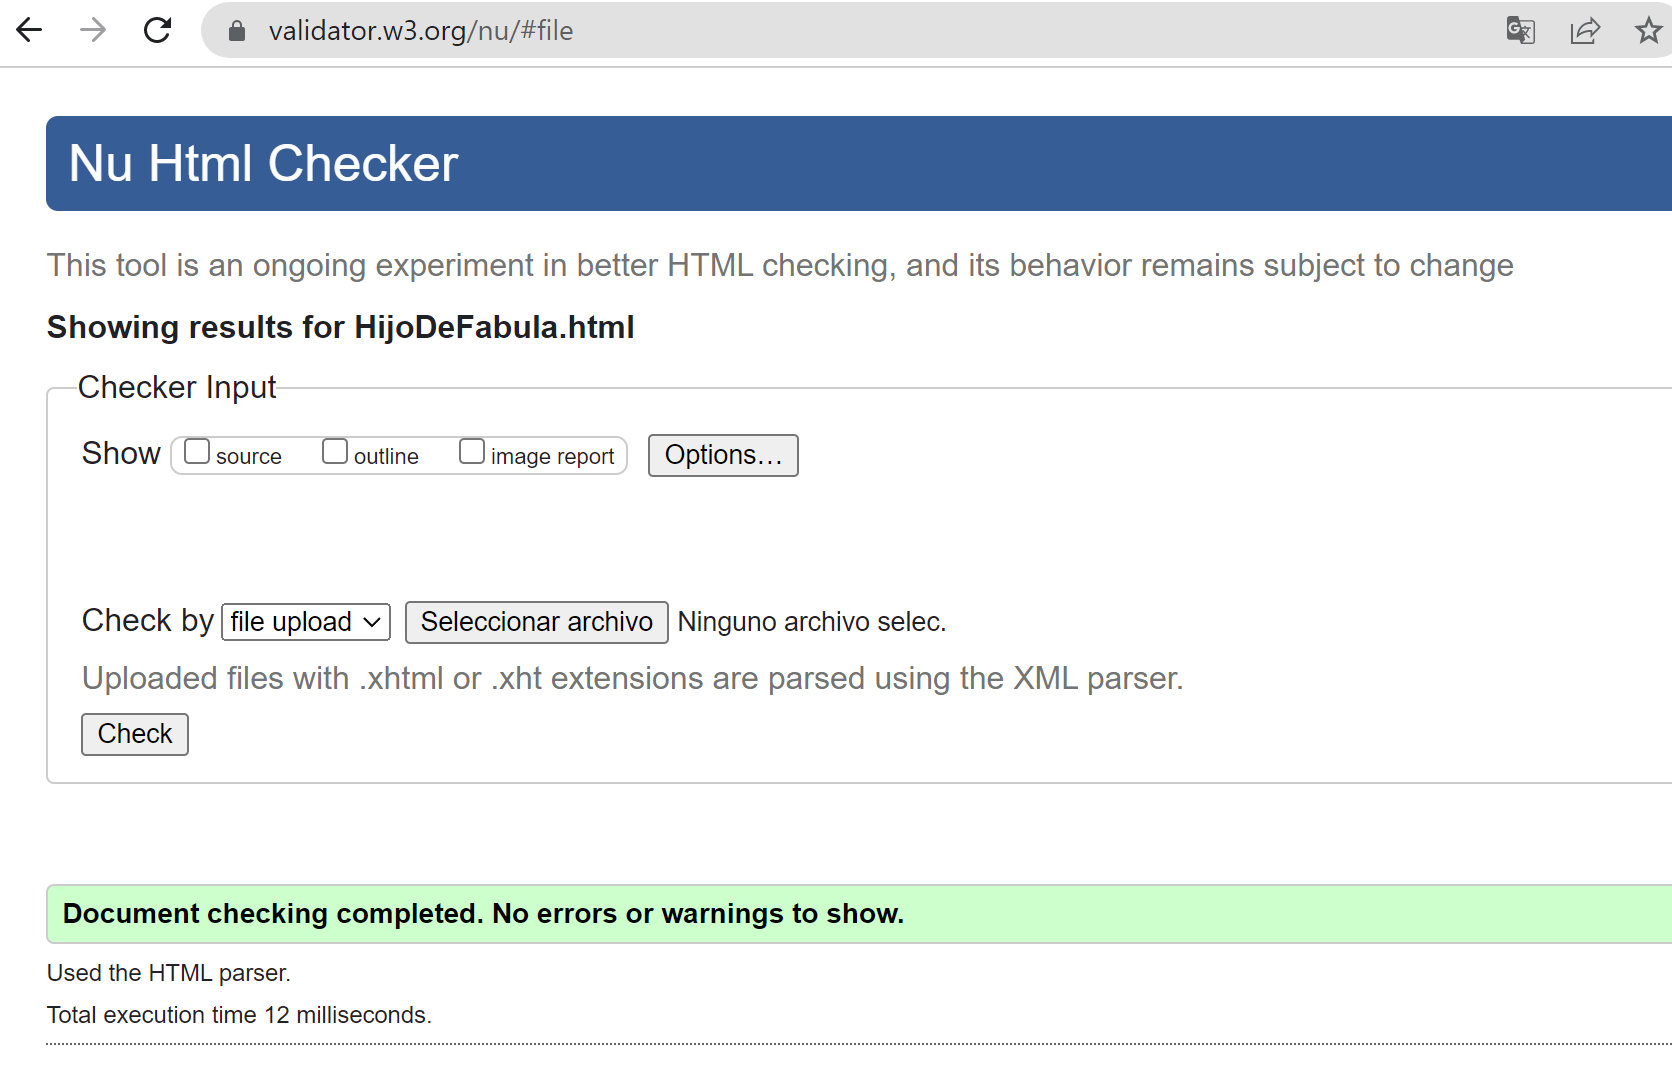 validator.w3.org/nu/#file
Nu Html Checker
This tool is an ongoing experiment in better HTML checking, and its behavior remains subject to change
Showing results for HijoDeFabula.html
Checker Input
Show source outline image report Options...
Check by file upload Seleccionar archivo Ninguno archivo selec.
Uploaded files with .xhtml or .xht extensions are parsed using the XML parser.
Check
Document checking completed. No errors or warnings to show.
Used the HTML parser.
Total execution time 12 milliseconds.